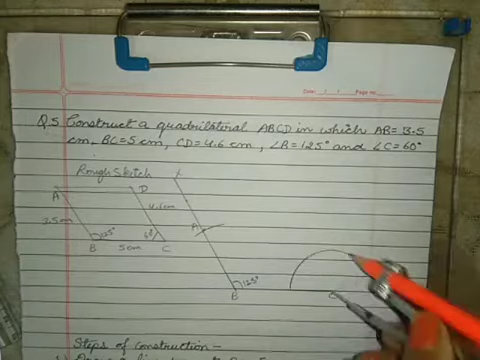 Date: / / Page no.
Q.5 Construct a quadrilateral ABCD in which AB = 3.5
cm, BC = 5 cm, CD = 4.6 cm, ∠B = 125° and ∠C = 60°
Rough Sketch
A D X
3.5cm 4.6cm
A
125° 60°
B 5cm C
125°
B C
Steps of construction -